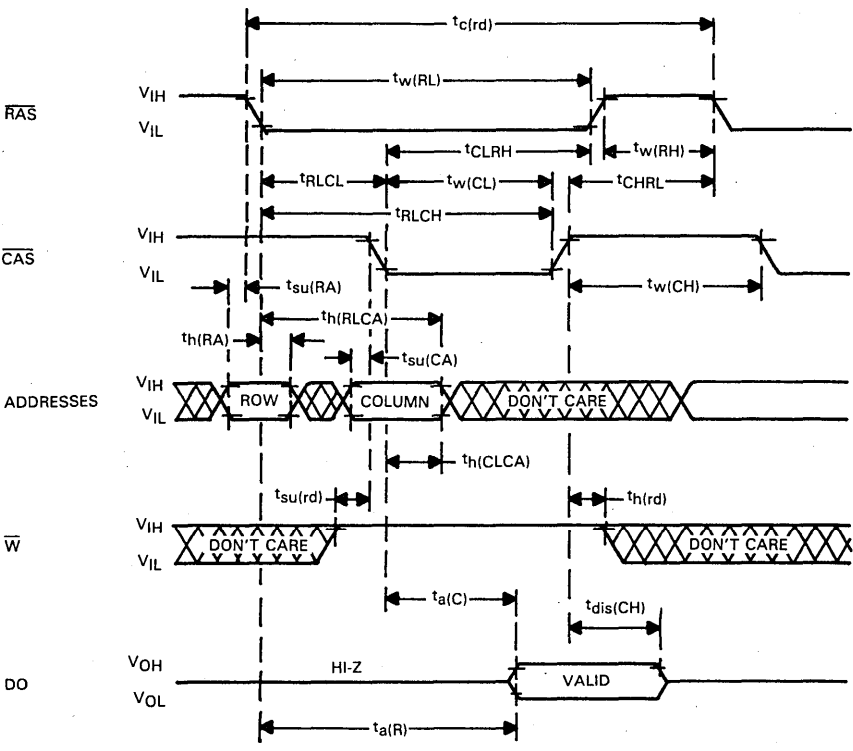 tc(rd)
tw(RL)
RAS
VIH
VIL
tCLRH
tw(RH)
tRLCL
tw(CL)
tCHRL
tRLCH
CAS
VIH
VIL
tsu(RA)
tw(CH)
th(RLCA)
th(RA)
tsu(CA)
ADDRESSES
VIH
VIL
ROW
COLUMN
DON'T CARE
th(CLCA)
tsu(rd)
th(rd)
W
VIH
VIL
DON'T CARE
DON'T CARE
ta(C)
tdis(CH)
DO
VOH
VOL
HI-Z
VALID
ta(R)